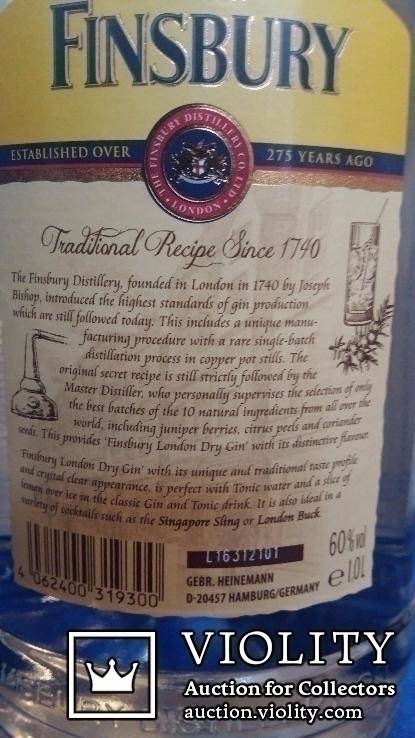 FINSBURY
ESTABLISHED OVER
THE FINSBURY DISTILLERY CO. LTD.
· LONDON ·
275 YEARS AGO
Traditional Recipe Since 1740
The Finsbury Distillery, founded in London in 1740 by Joseph
Bishop, introduced the highest standards of gin production
which are still followed today. This includes a unique manu-
facturing procedure with a rare single-batch
distillation process in copper pot stills. The
original secret recipe is still strictly followed by the
Master Distiller, who personally supervises the selection of only
the best batches of the 10 natural ingredients from all over the
world, including juniper berries, citrus peels and coriander
seeds. This provides 'Finsbury London Dry Gin' with its distinctive flavour.
'Finsbury London Dry Gin' with its unique and traditional taste profile
and crystal clear appearance, is perfect with Tonic water and a slice of
lemon over ice in the classic Gin and Tonic drink. It is also ideal in a
variety of cocktails such as the Singapore Sling or London Buck.
L16312101
60%vol
4 062400 319300
GEBR. HEINEMANN
D-20457 HAMBURG/GERMANY
e 1.0L
VIOLITY
Auction for Collectors
auction.violity.com